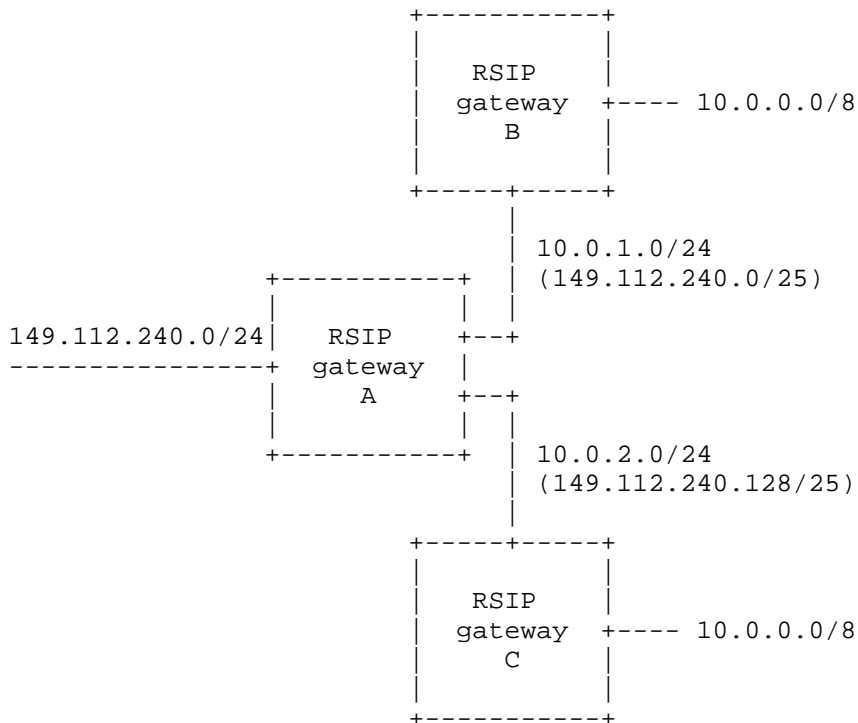 RSIP
gateway
B
10.0.0.0/8
10.0.1.0/24
(149.112.240.0/25)
149.112.240.0/24
RSIP
gateway
A
10.0.2.0/24
(149.112.240.128/25)
RSIP
gateway
C
10.0.0.0/8